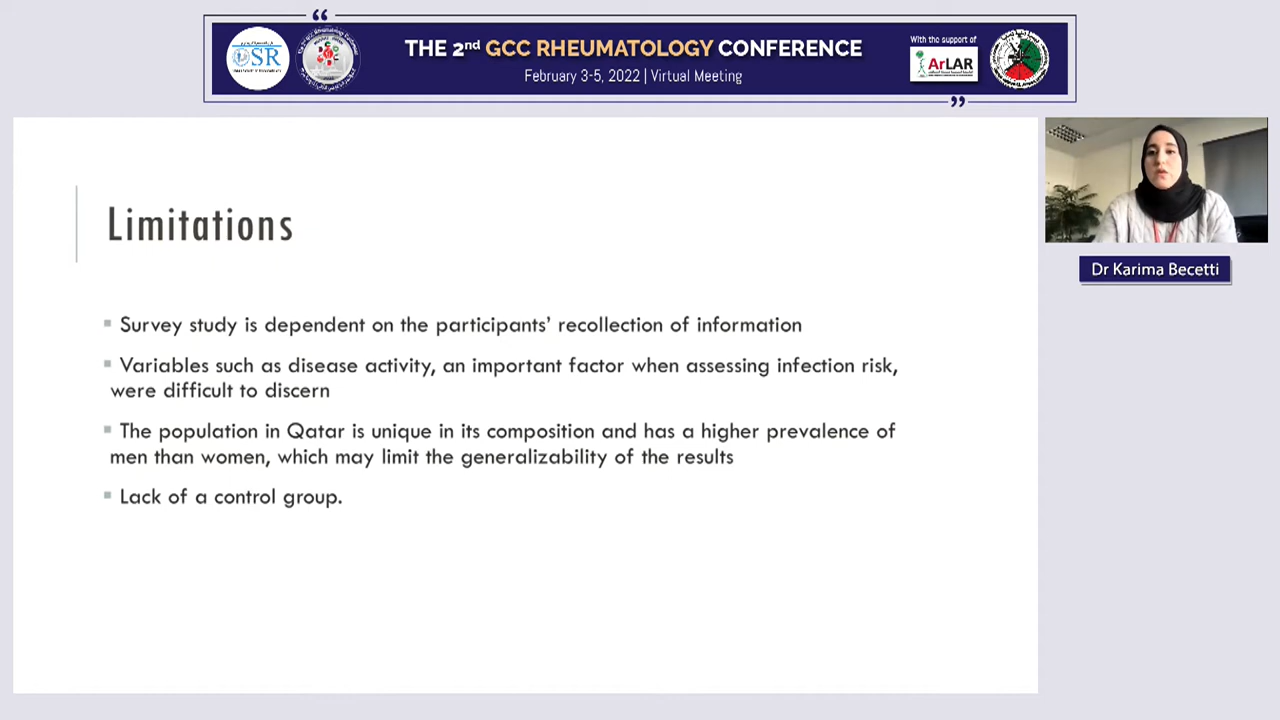 “
THE 2nd GCC RHEUMATOLOGY CONFERENCE
February 3-5, 2022 | Virtual Meeting
With the support of
ArLAR
”
Dr Karima Becetti
Limitations
▪ Survey study is dependent on the participants’ recollection of information
▪ Variables such as disease activity, an important factor when assessing infection risk,
were difficult to discern
▪ The population in Qatar is unique in its composition and has a higher prevalence of
men than women, which may limit the generalizability of the results
▪ Lack of a control group.